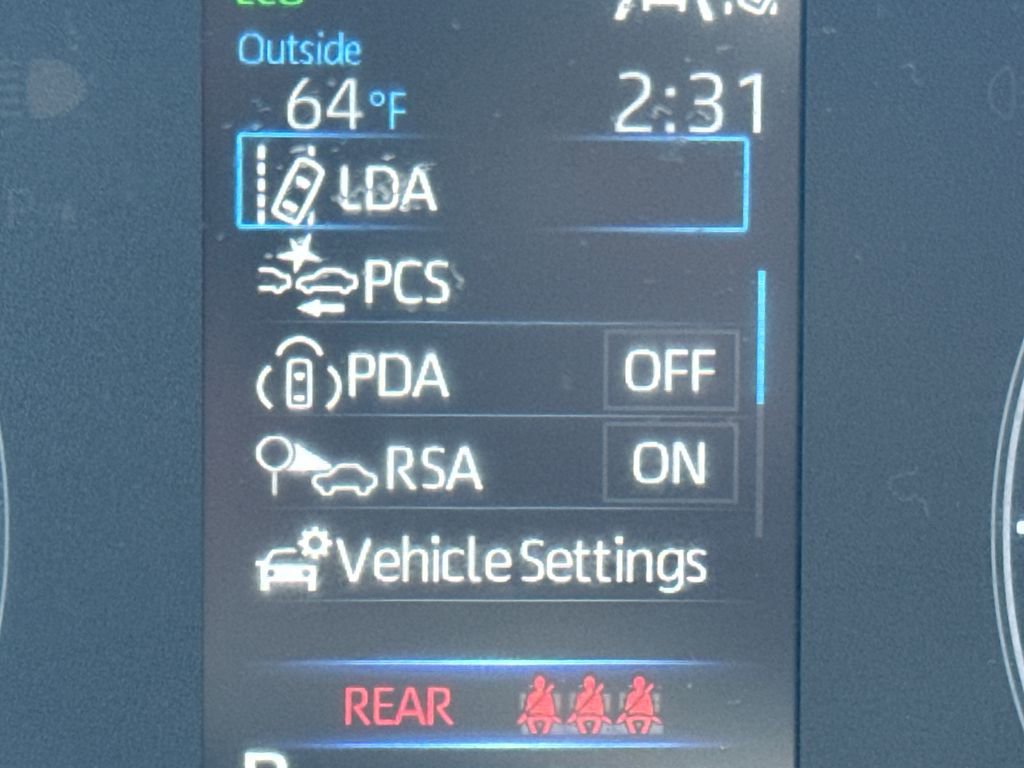 Outside
64°F 2:31
LDA
PCS
PDA OFF
RSA ON
Vehicle Settings
REAR